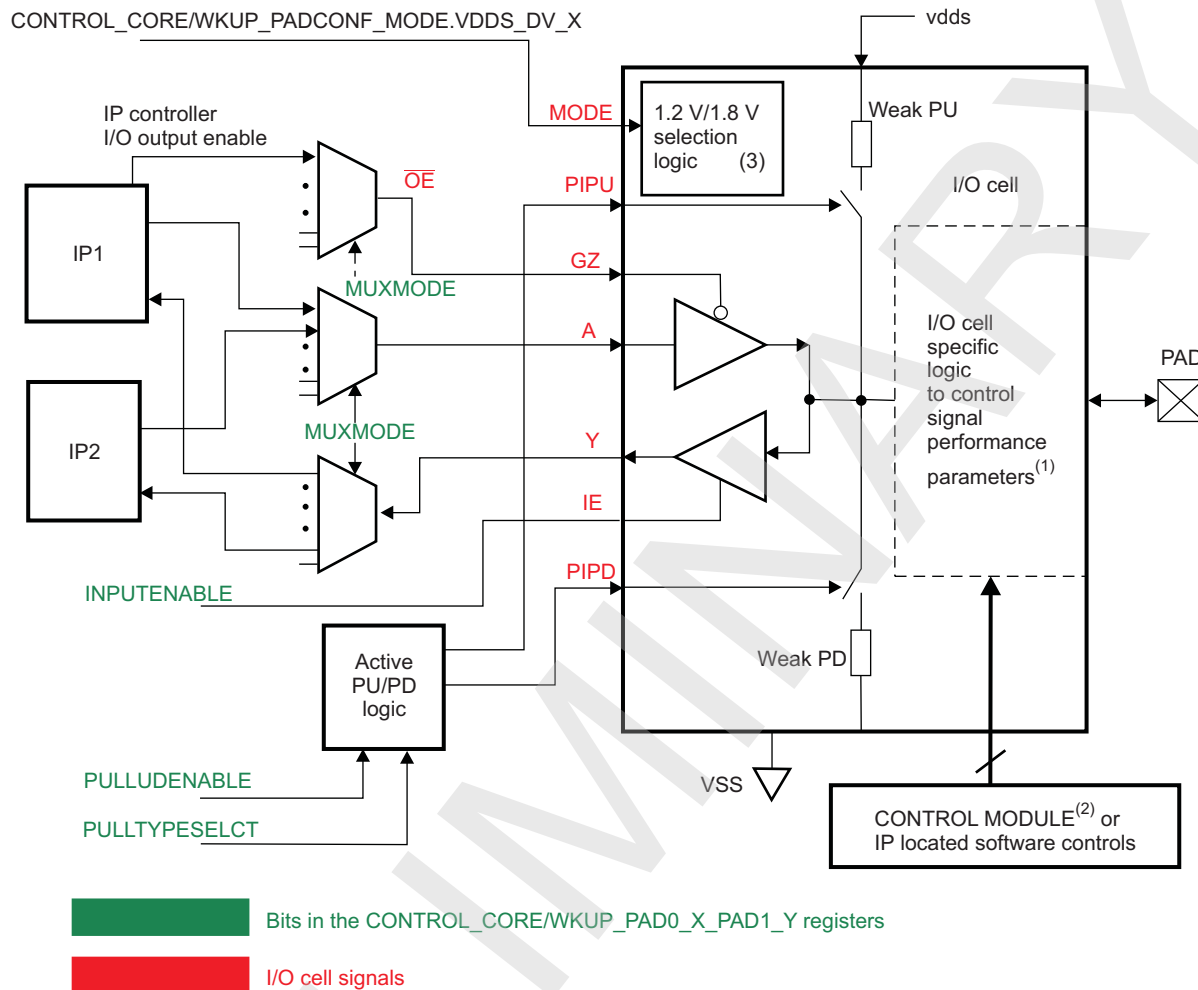 CONTROL_CORE/WKUP_PADCONF_MODE.VDDS_DV_X
vdds
IP controller
I/O output enable
MODE
1.2 V/1.8 V
selection
logic (3)
Weak PU
OE
PIPU
I/O cell
IP1
GZ
MUXMODE
A
I/O cell
specific
logic
to control
signal
performance
parameters(1)
PAD
IP2
MUXMODE
Y
IE
PIPD
INPUTENABLE
Active
PU/PD
logic
Weak PD
PULLUDENABLE
VSS
PULLTYPESELCT
CONTROL MODULE(2) or
IP located software controls
Bits in the CONTROL_CORE/WKUP_PAD0_X_PAD1_Y registers
I/O cell signals
IMINARY